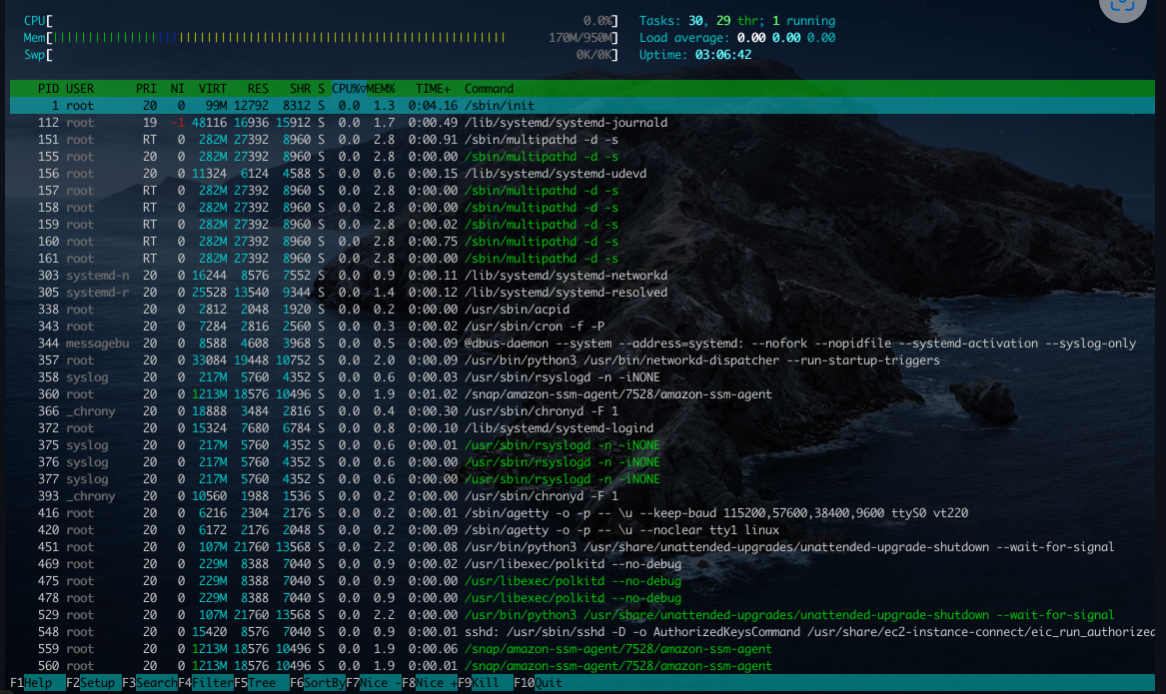 CPU[ 0.0%] Tasks: 30, 29 thr; 1 running
Mem[|||||||||||||||||||||||||||||||||||||||||||||||||||||||||||||| 170M/950M] Load average: 0.00 0.00 0.00
Swp[ 0K/0K] Uptime: 03:06:42
PID USER PRI NI VIRT RES SHR S CPU%▽MEM% TIME+ Command
1 root 20 0 99M 12792 8312 S 0.0 1.3 0:04.16 /sbin/init
112 root 19 -1 48116 16936 15912 S 0.0 1.7 0:00.49 /lib/systemd/systemd-journald
151 root RT 0 282M 27392 8960 S 0.0 2.8 0:00.91 /sbin/multipathd -d -s
155 root 20 0 282M 27392 8960 S 0.0 2.8 0:00.00 /sbin/multipathd -d -s
156 root 20 0 11324 6124 4588 S 0.0 0.6 0:00.15 /lib/systemd/systemd-udevd
157 root RT 0 282M 27392 8960 S 0.0 2.8 0:00.00 /sbin/multipathd -d -s
158 root RT 0 282M 27392 8960 S 0.0 2.8 0:00.00 /sbin/multipathd -d -s
159 root RT 0 282M 27392 8960 S 0.0 2.8 0:00.02 /sbin/multipathd -d -s
160 root RT 0 282M 27392 8960 S 0.0 2.8 0:00.75 /sbin/multipathd -d -s
161 root RT 0 282M 27392 8960 S 0.0 2.8 0:00.00 /sbin/multipathd -d -s
303 systemd-n 20 0 16244 8576 7552 S 0.0 0.9 0:00.11 /lib/systemd/systemd-networkd
305 systemd-r 20 0 25528 13540 9344 S 0.0 1.4 0:00.12 /lib/systemd/systemd-resolved
338 root 20 0 2812 2048 1920 S 0.0 0.2 0:00.00 /usr/sbin/acpid
343 root 20 0 7284 2816 2560 S 0.0 0.3 0:00.02 /usr/sbin/cron -f -P
344 messagebu 20 0 8588 4608 3968 S 0.0 0.5 0:00.09 @dbus-daemon --system --address=systemd: --nofork --nopidfile --systemd-activation --syslog-only
357 root 20 0 33084 19448 10752 S 0.0 2.0 0:00.09 /usr/bin/python3 /usr/bin/networkd-dispatcher --run-startup-triggers
358 syslog 20 0 217M 5760 4352 S 0.0 0.6 0:00.03 /usr/sbin/rsyslogd -n -iNONE
360 root 20 0 1213M 18576 10496 S 0.0 1.9 0:01.02 /snap/amazon-ssm-agent/7528/amazon-ssm-agent
366 _chrony 20 0 18888 3484 2816 S 0.0 0.4 0:00.30 /usr/sbin/chronyd -F 1
372 root 20 0 15324 7680 6784 S 0.0 0.8 0:00.10 /lib/systemd/systemd-logind
375 syslog 20 0 217M 5760 4352 S 0.0 0.6 0:00.01 /usr/sbin/rsyslogd -n -iNONE
376 syslog 20 0 217M 5760 4352 S 0.0 0.6 0:00.00 /usr/sbin/rsyslogd -n -iNONE
377 syslog 20 0 217M 5760 4352 S 0.0 0.6 0:00.00 /usr/sbin/rsyslogd -n -iNONE
393 _chrony 20 0 10560 1988 1536 S 0.0 0.2 0:00.00 /usr/sbin/chronyd -F 1
416 root 20 0 6216 2304 2176 S 0.0 0.2 0:00.01 /sbin/agetty -o -p -- \u --keep-baud 115200,57600,38400,9600 ttyS0 vt220
420 root 20 0 6172 2176 2048 S 0.0 0.2 0:00.09 /sbin/agetty -o -p -- \u --noclear tty1 linux
451 root 20 0 107M 21760 13568 S 0.0 2.2 0:00.08 /usr/bin/python3 /usr/share/unattended-upgrades/unattended-upgrade-shutdown --wait-for-signal
469 root 20 0 229M 8388 7040 S 0.0 0.9 0:00.02 /usr/libexec/polkitd --no-debug
475 root 20 0 229M 8388 7040 S 0.0 0.9 0:00.00 /usr/libexec/polkitd --no-debug
478 root 20 0 229M 8388 7040 S 0.0 0.9 0:00.00 /usr/libexec/polkitd --no-debug
529 root 20 0 107M 21760 13568 S 0.0 2.2 0:00.00 /usr/bin/python3 /usr/share/unattended-upgrades/unattended-upgrade-shutdown --wait-for-signal
548 root 20 0 15420 8576 7040 S 0.0 0.9 0:00.01 sshd: /usr/sbin/sshd -D -o AuthorizedKeysCommand /usr/share/ec2-instance-connect/eic_run_authorized
559 root 20 0 1213M 18576 10496 S 0.0 1.9 0:00.06 /snap/amazon-ssm-agent/7528/amazon-ssm-agent
560 root 20 0 1213M 18576 10496 S 0.0 1.9 0:00.01 /snap/amazon-ssm-agent/7528/amazon-ssm-agent
F1Help F2Setup F3SearchF4FilterF5Tree F6SortByF7Nice -F8Nice +F9Kill F10Quit